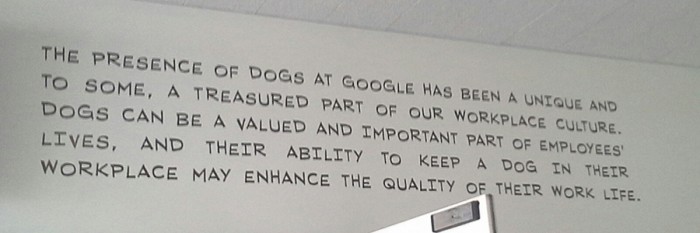 THE PRESENCE OF DOGS AT GOOGLE HAS BEEN A UNIQUE AND
TO SOME, A TREASURED PART OF OUR WORKPLACE CULTURE.
DOGS CAN BE A VALUED AND IMPORTANT PART OF EMPLOYEES'
LIVES, AND THEIR ABILITY TO KEEP A DOG IN THEIR
WORKPLACE MAY ENHANCE THE QUALITY OF THEIR WORK LIFE.